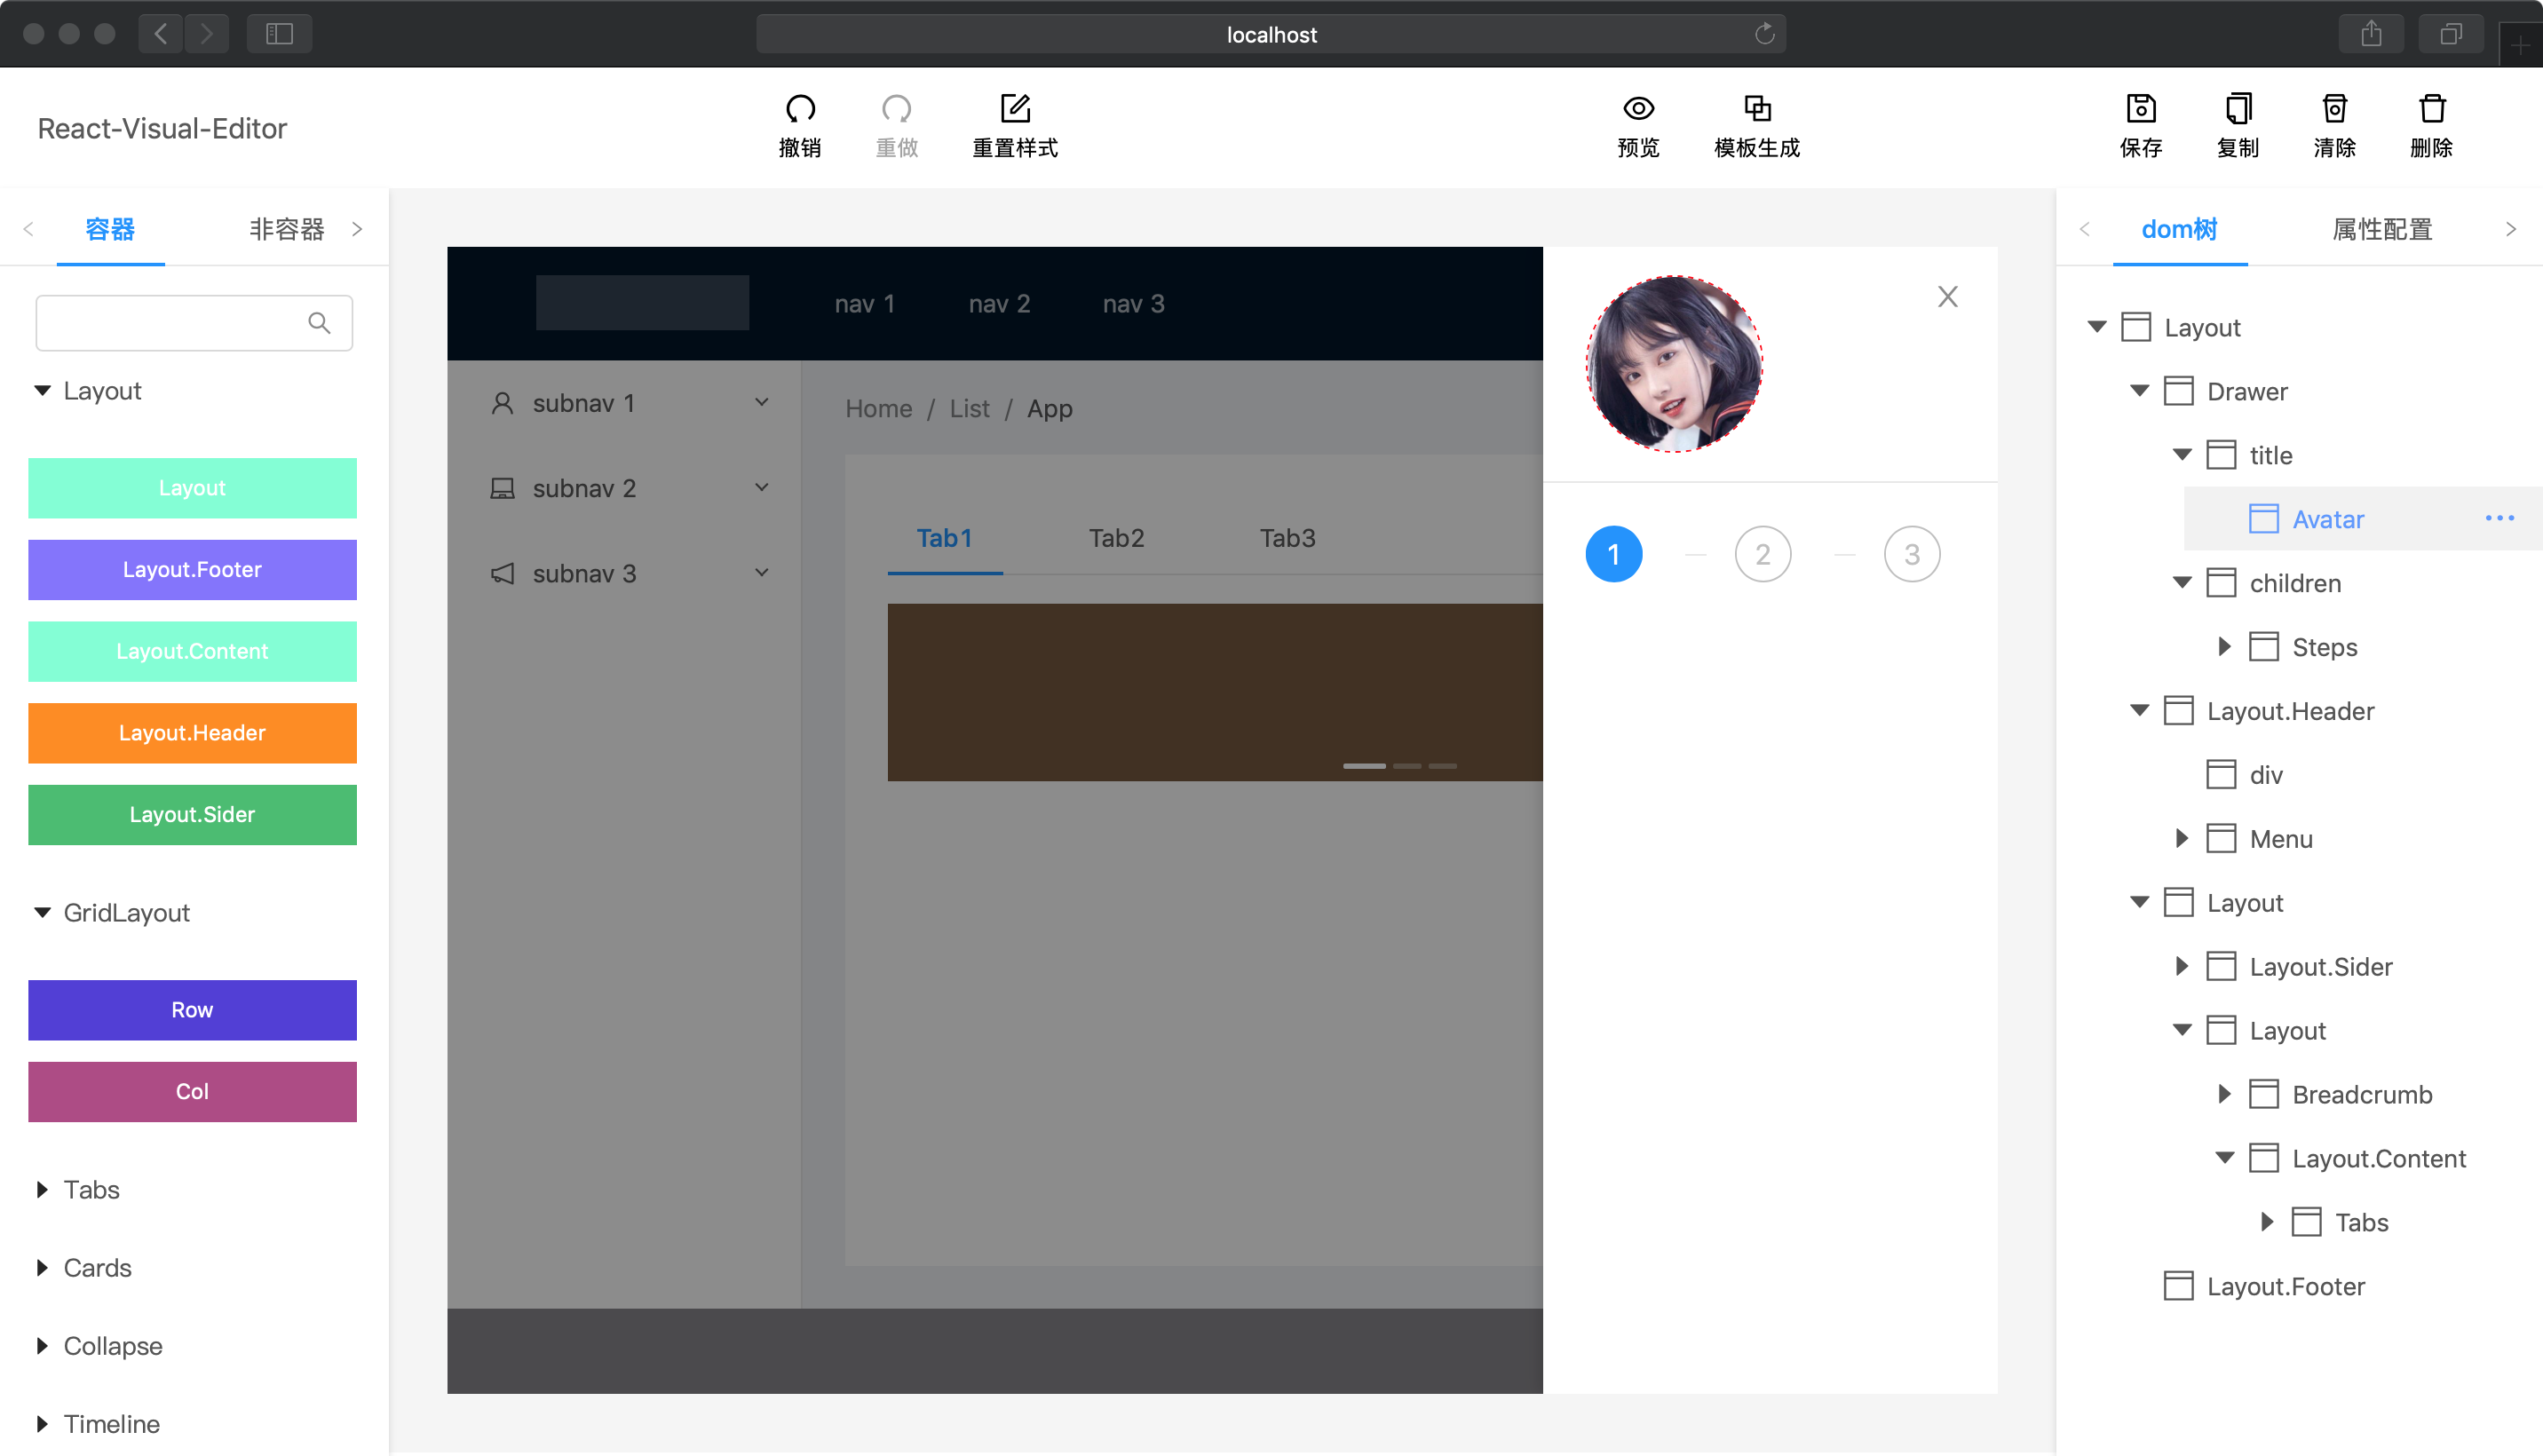 localhost
React-Visual-Editor
撤销
重做
重置样式
预览
模板生成
保存
复制
清除
删除
容器
非容器
Layout
Layout
Layout.Footer
Layout.Content
Layout.Header
Layout.Sider
GridLayout
Row
Col
Tabs
Cards
Collapse
Timeline
nav 1
nav 2
nav 3
subnav 1
subnav 2
subnav 3
Home / List / App
Tab1
Tab2
Tab3
1
2
3
dom树
属性配置
Layout
Drawer
title
Avatar
children
Steps
Layout.Header
div
Menu
Layout
Layout.Sider
Layout
Breadcrumb
Layout.Content
Tabs
Layout.Footer